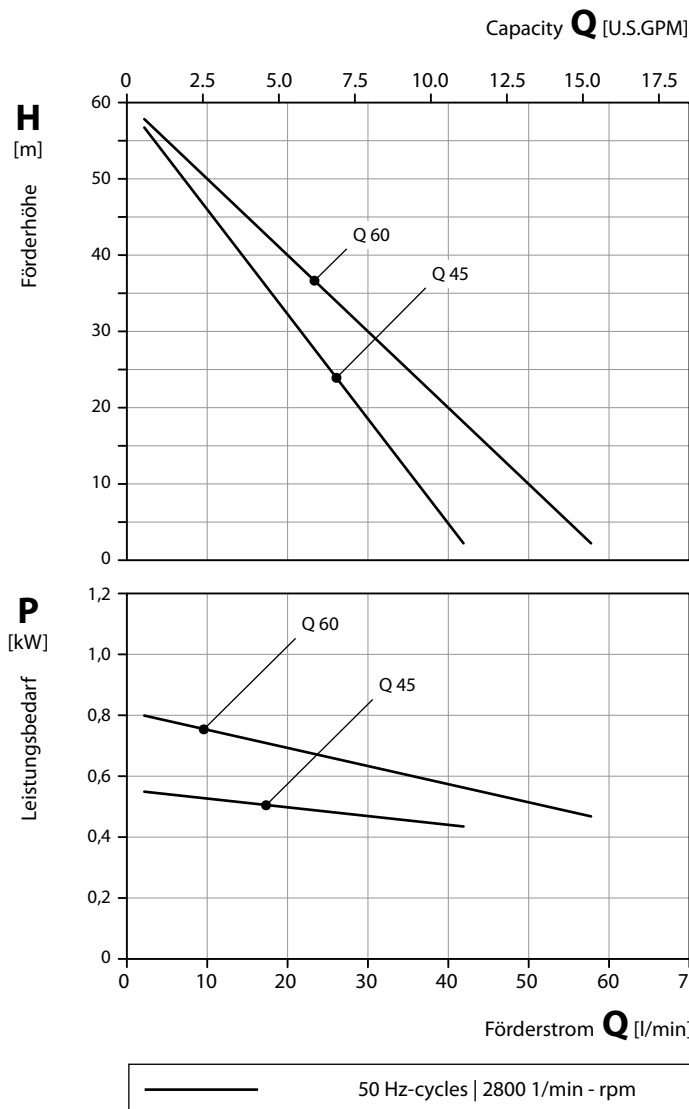 Capacity Q [U.S.GPM]
0 2.5 5.0 7.5 10.0 12.5 15.0 17.5
H
[m]
Förderhöhe
60
50
40
30
20
10
0
Q 60
Q 45
P
[kW]
Leistungsbedarf
1,2
1,0
0,8
0,6
0,4
0,2
0
Q 60
Q 45
0 10 20 30 40 50 60 7
Förderstrom Q [l/min]
50 Hz-cycles | 2800 1/min - rpm